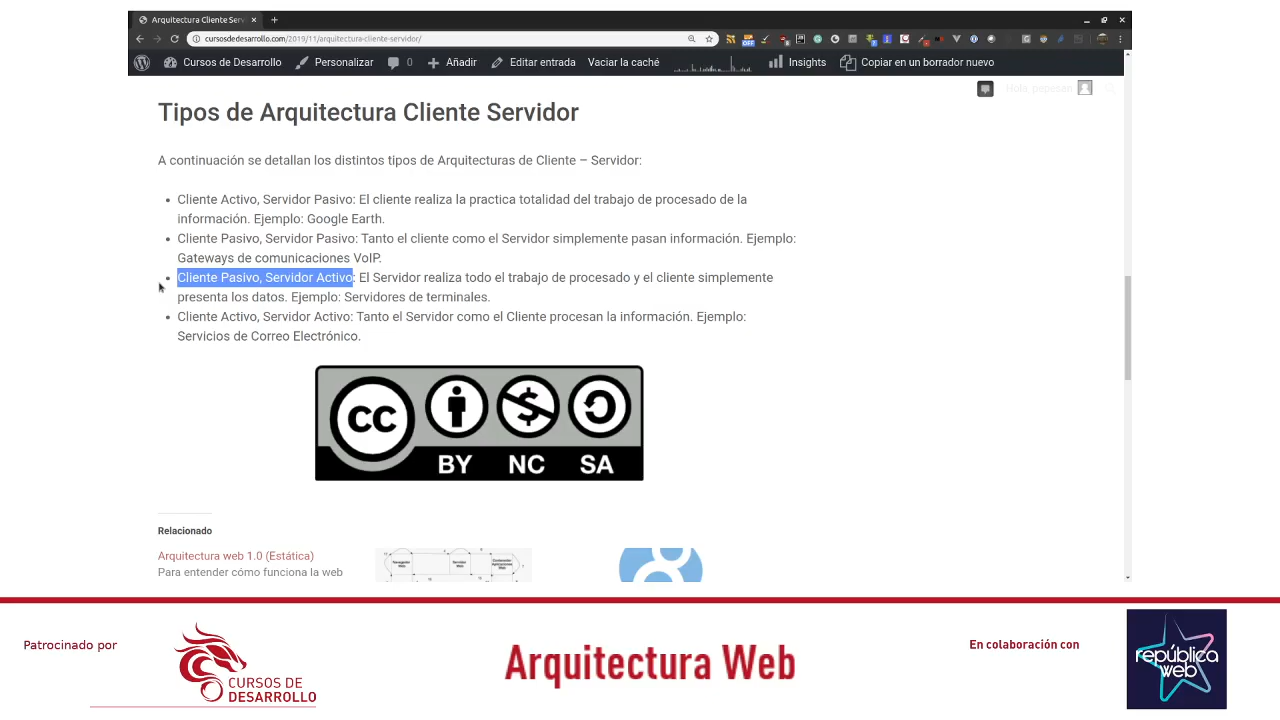 Arquitectura Cliente Serv
cursosdedesarrollo.com/2019/11/arquitectura-cliente-servidor/
Cursos de Desarrollo Personalizar 0 Añadir Editar entrada Vaciar la caché Insights Copiar en un borrador nuevo
Hola, pepesan
Tipos de Arquitectura Cliente Servidor
A continuación se detallan los distintos tipos de Arquitecturas de Cliente – Servidor:
Cliente Activo, Servidor Pasivo: El cliente realiza la practica totalidad del trabajo de procesado de la
información. Ejemplo: Google Earth.
Cliente Pasivo, Servidor Pasivo: Tanto el cliente como el Servidor simplemente pasan información. Ejemplo:
Gateways de comunicaciones VoIP.
Cliente Pasivo, Servidor Activo: El Servidor realiza todo el trabajo de procesado y el cliente simplemente
presenta los datos. Ejemplo: Servidores de terminales.
Cliente Activo, Servidor Activo: Tanto el Servidor como el Cliente procesan la información. Ejemplo:
Servicios de Correo Electrónico.
CC
BY NC SA
Relacionado
Arquitectura web 1.0 (Estática)
Para entender cómo funciona la web
Patrocinado por
CURSOS DE
DESARROLLO
Arquitectura Web
En colaboración con
república
web